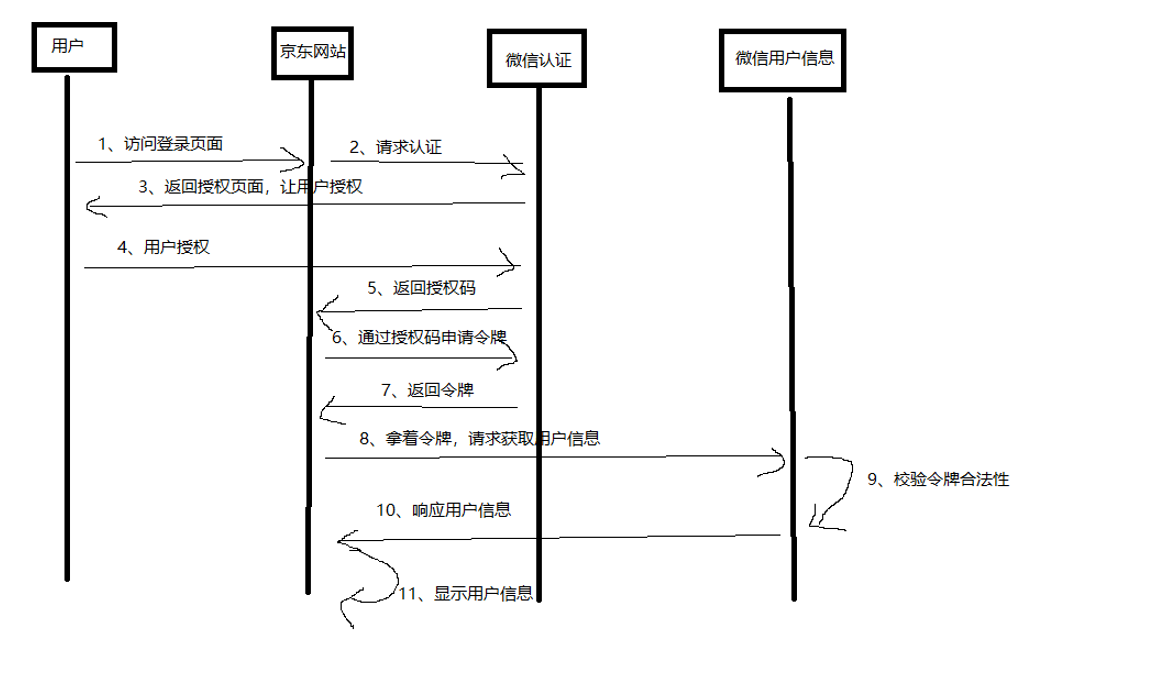 用户
京东网站
微信认证
微信用户信息
1、访问登录页面
2、请求认证
3、返回授权页面，让用户授权
4、用户授权
5、返回授权码
6、通过授权码申请令牌
7、返回令牌
8、拿着令牌，请求获取用户信息
9、校验令牌合法性
10、响应用户信息
11、显示用户信息